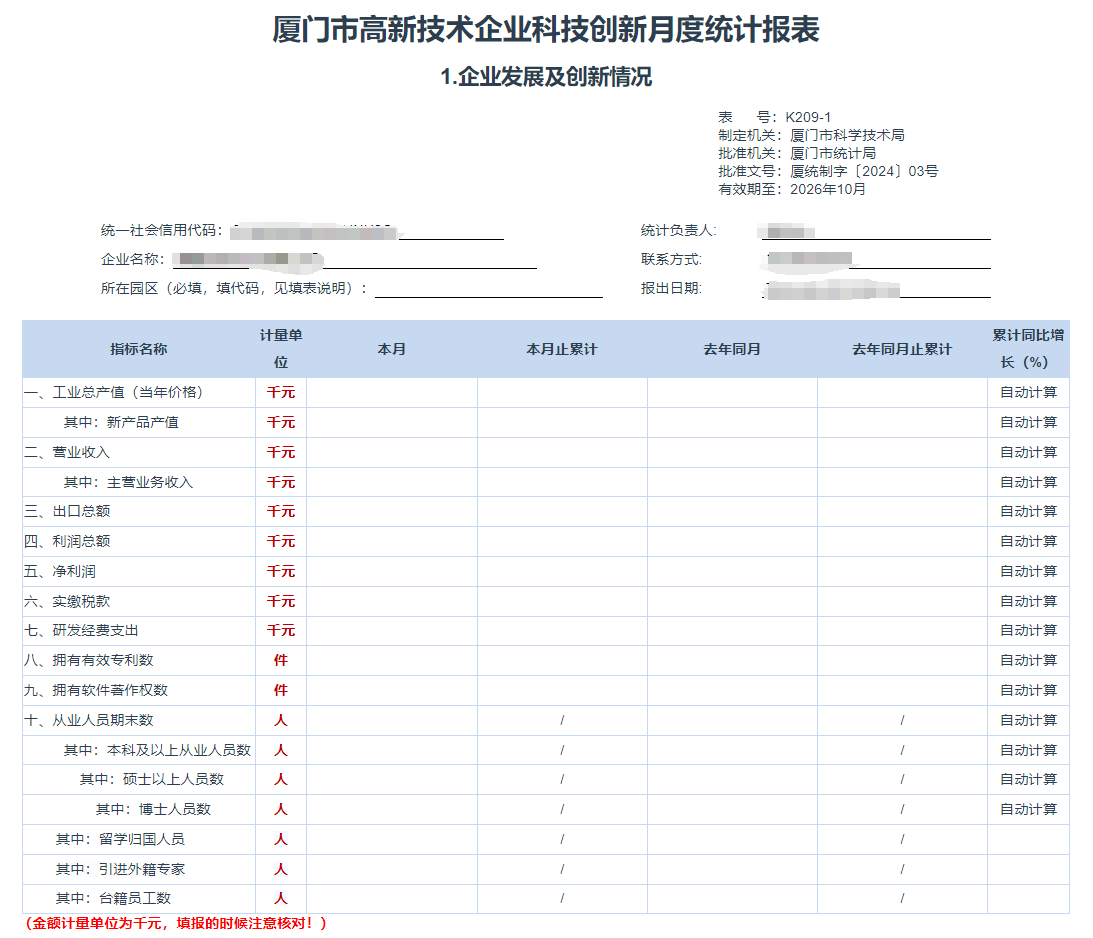 厦门市高新技术企业科技创新月度统计报表
1.企业发展及创新情况
表 号：K209-1
制定机关：厦门市科学技术局
批准机关：厦门市统计局
批准文号：厦统制字〔2024〕03号
有效期至：2026年10月
统一社会信用代码： 统计负责人:
企业名称： 联系方式:
所在园区（必填，填代码，见填表说明）： 报出日期:
指标名称 计量单位 本月 本月止累计 去年同月 去年同月止累计 累计同比增长（%）
一、工业总产值（当年价格） 千元 自动计算
其中：新产品产值 千元 自动计算
二、营业收入 千元 自动计算
其中：主营业务收入 千元 自动计算
三、出口总额 千元 自动计算
四、利润总额 千元 自动计算
五、净利润 千元 自动计算
六、实缴税款 千元 自动计算
七、研发经费支出 千元 自动计算
八、拥有有效专利数 件 自动计算
九、拥有软件著作权数 件 自动计算
十、从业人员期末数 人 / / 自动计算
其中：本科及以上从业人员数 人 / / 自动计算
其中：硕士以上人员数 人 / / 自动计算
其中：博士人员数 人 / / 自动计算
其中：留学归国人员 人 / /
其中：引进外籍专家 人 / /
其中：台籍员工数 人 / /
（金额计量单位为千元，填报的时候注意核对！）